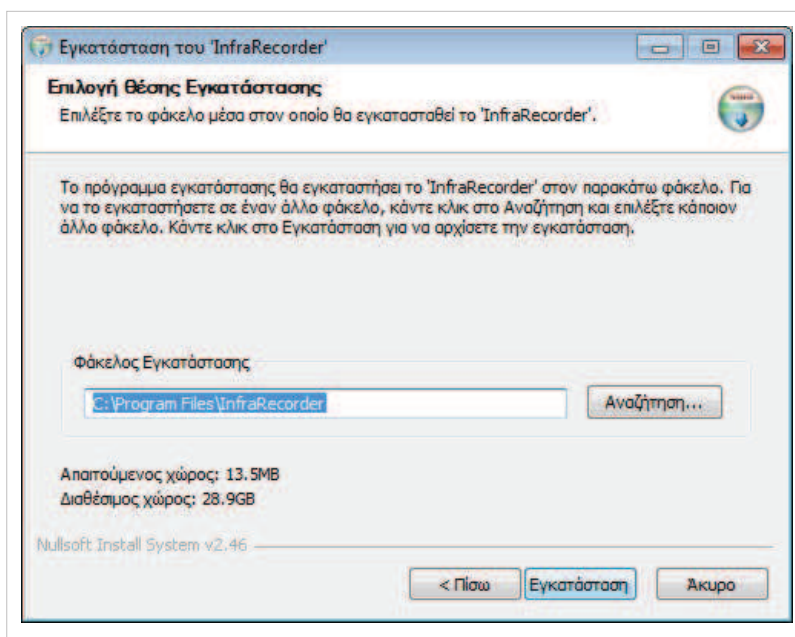 Εγκατάσταση του 'InfraRecorder'
Επιλογή Θέσης Εγκατάστασης
Επιλέξτε το φάκελο μέσα στον οποίο θα εγκατασταθεί το 'InfraRecorder'.
Το πρόγραμμα εγκατάστασης θα εγκαταστήσει το 'InfraRecorder' στον παρακάτω φάκελο. Για
να το εγκαταστήσετε σε έναν άλλο φάκελο, κάντε κλικ στο Αναζήτηση και επιλέξτε κάποιον
άλλο φάκελο. Κάντε κλικ στο Εγκατάσταση για να αρχίσετε την εγκατάσταση.
Φάκελος Εγκατάστασης
C:\Program Files\InfraRecorder
Αναζήτηση...
Απαιτούμενος χώρος: 13.5MB
Διαθέσιμος χώρος: 28.9GB
Nullsoft Install System v2.46
< Πίσω Εγκατάσταση Άκυρο